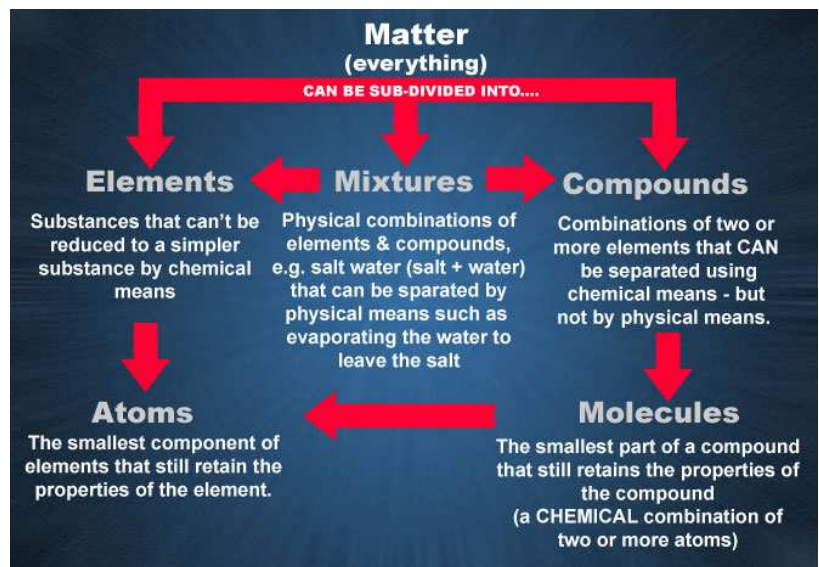 Matter
(everything)
CAN BE SUB-DIVIDED INTO....
Elements
Substances that can't be
reduced to a simpler
substance by chemical
means
Mixtures
Physical combinations of
elements & compounds,
e.g. salt water (salt + water)
that can be sparated by
physical means such as
evaporating the water to
leave the salt
Compounds
Combinations of two or
more elements that CAN
be separated using
chemical means - but
not by physical means.
Atoms
The smallest component of
elements that still retain the
properties of the element.
Molecules
The smallest part of a compound
that still retains the properties of
the compound
(a CHEMICAL combination of
two or more atoms)